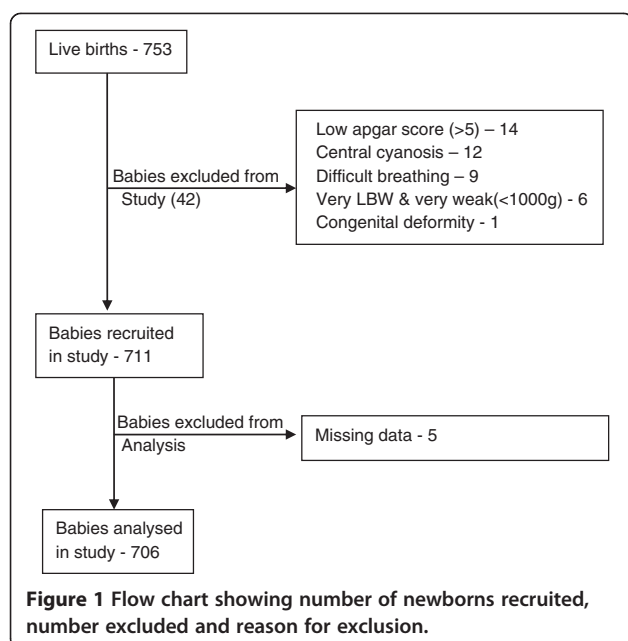 Live births - 753
Low apgar score (>5) – 14
Central cyanosis – 12
Difficult breathing – 9
Very LBW & very weak(<1000g) - 6
Congenital deformity - 1
Babies excluded from
Study (42)
Babies recruited
in study - 711
Babies excluded from
Analysis
Missing data - 5
Babies analysed
in study - 706
Figure 1 Flow chart showing number of newborns recruited,
number excluded and reason for exclusion.